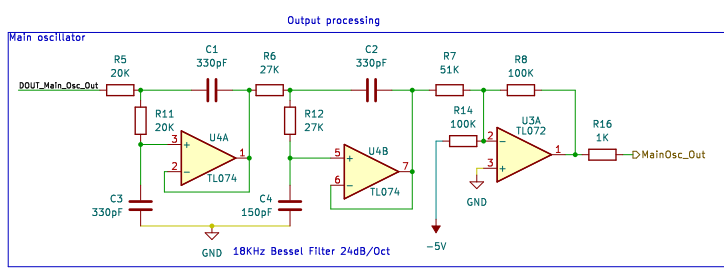 Output processing
Main oscillator
DOUT_Main_Osc_Out
R5
20K
C1
330pF
R6
27K
C2
330pF
R7
51K
R8
100K
R11
20K
R12
27K
R14
100K
U3A
TL072
R16
1K
U4A
TL074
3
2
1
+
-
U4B
TL074
5
6
7
+
-
2
3
1
-
+
MainOsc_Out
C3
330pF
C4
150pF
GND
GND
-5V
18KHz Bessel Filter 24dB/Oct